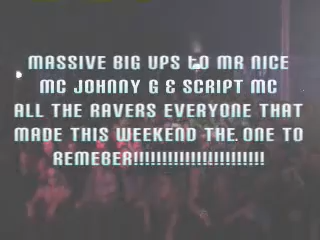 MASSIVE BIG UPS tO MR NICE
MC JOHNNY G & SCRIPT MC
ALL THE RAVERS EVERYONE THAT
MADE THIS WEEKEND THE ONE TO
REMEBER!!!!!!!!!!!!!!!!!!!!!!!